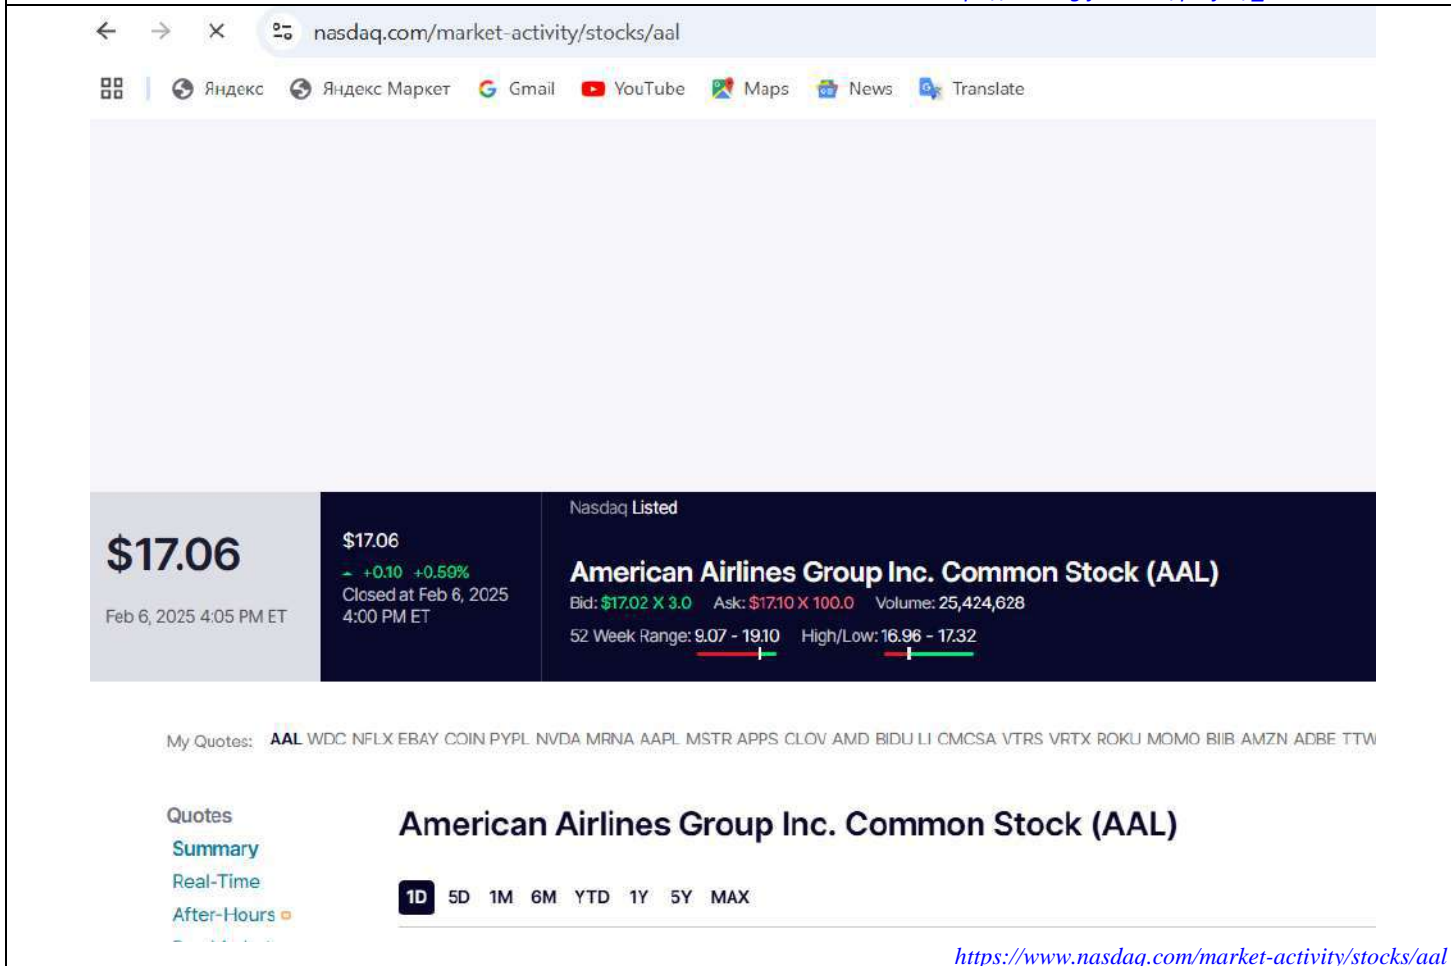 nasdaq.com/market-activity/stocks/aal
Яндекс Яндекс Маркет Gmail YouTube Maps News Translate
Nasdaq Listed
$17.06
Feb 6, 2025 4:05 PM ET
$17.06
+0.10 +0.59%
Closed at Feb 6, 2025
4:00 PM ET
American Airlines Group Inc. Common Stock (AAL)
Bid: $17.02 X 3.0 Ask: $17.10 X 100.0 Volume: 25,424,628
52 Week Range: 9.07 - 19.10 High/Low: 16.96 - 17.32
My Quotes: AAL WDC NFLX EBAY COIN PYPL NVDA MRNA AAPL MSTR APPS CLOV AMD BIDU LI CMCSA VTRS VRTX ROKU MOMO BIIB AMZN ADBE TTW
Quotes
Summary
Real-Time
After-Hours
American Airlines Group Inc. Common Stock (AAL)
1D 5D 1M 6M YTD 1Y 5Y MAX
https://www.nasdaq.com/market-activity/stocks/aal